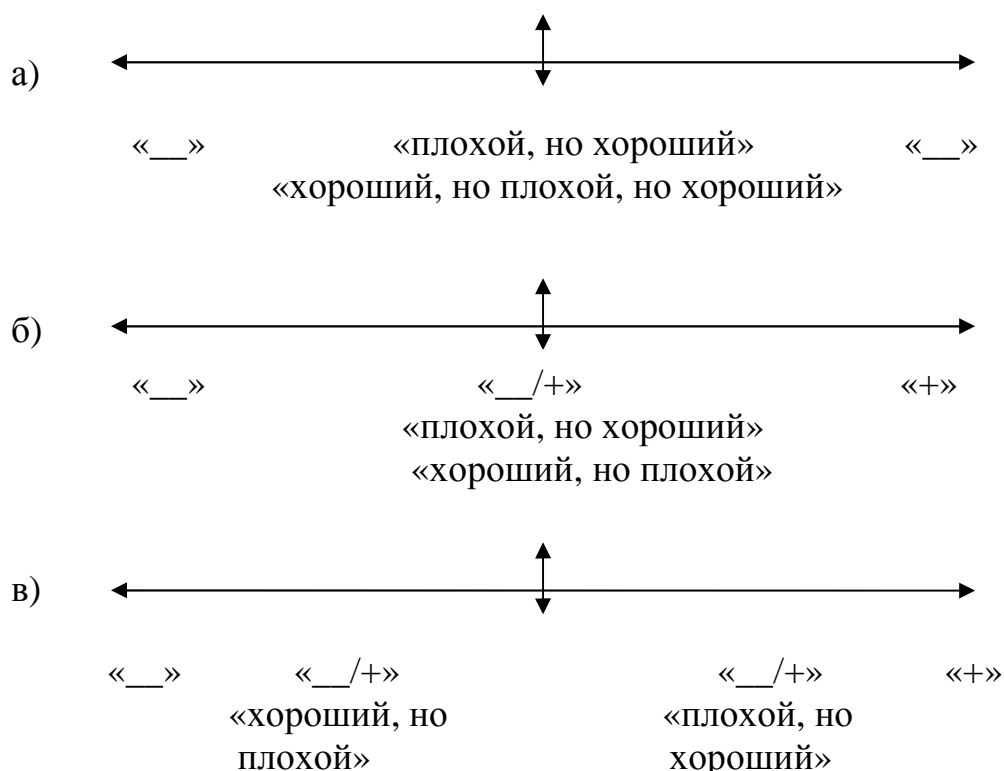 а)
«__» «плохой, но хороший» «__»
«хороший, но плохой, но хороший»
б)
«__» «__/+» «+»
«плохой, но хороший»
«хороший, но плохой»
в)
«__» «__/+» «__/+» «+»
«хороший, но «плохой, но
плохой» хороший»